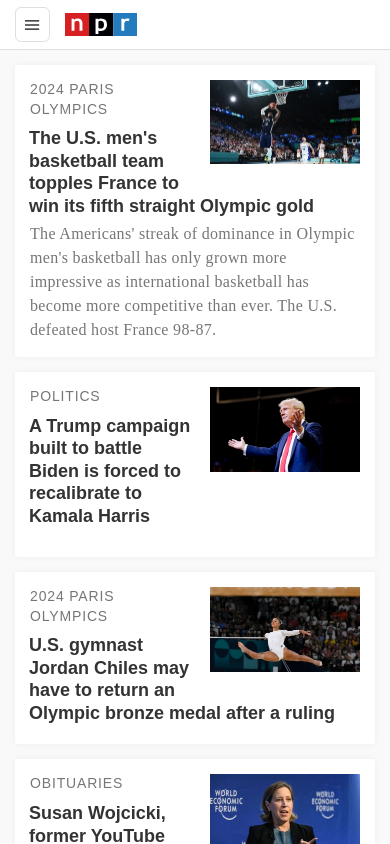 npr
2024 PARIS
OLYMPICS
The U.S. men's
basketball team
topples France to
win its fifth straight Olympic gold
The Americans' streak of dominance in Olympic
men's basketball has only grown more
impressive as international basketball has
become more competitive than ever. The U.S.
defeated host France 98-87.
POLITICS
A Trump campaign
built to battle
Biden is forced to
recalibrate to
Kamala Harris
2024 PARIS
OLYMPICS
U.S. gymnast
Jordan Chiles may
have to return an
Olympic bronze medal after a ruling
OBITUARIES
Susan Wojcicki,
former YouTube
WORLD
ECONOMIC
FORUM
WORLD
ECONOMIC
FORUM